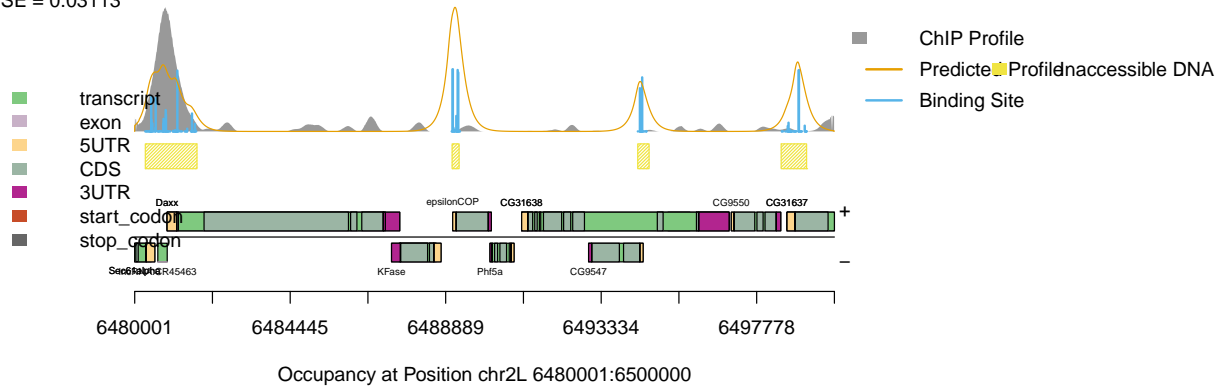 SE = 0.03113
ChIP Profile
Predicted Profile
Inaccessible DNA
Binding Site
transcript
exon
5UTR
CDS
3UTR
start_codon
stop_codon
Daxx
epsilonCOP
CG31638
CG9550
CG31637
+
KFase
Phf5a
CG9547
–
6480001
6484445
6488889
6493334
6497778
Occupancy at Position chr2L 6480001:6500000